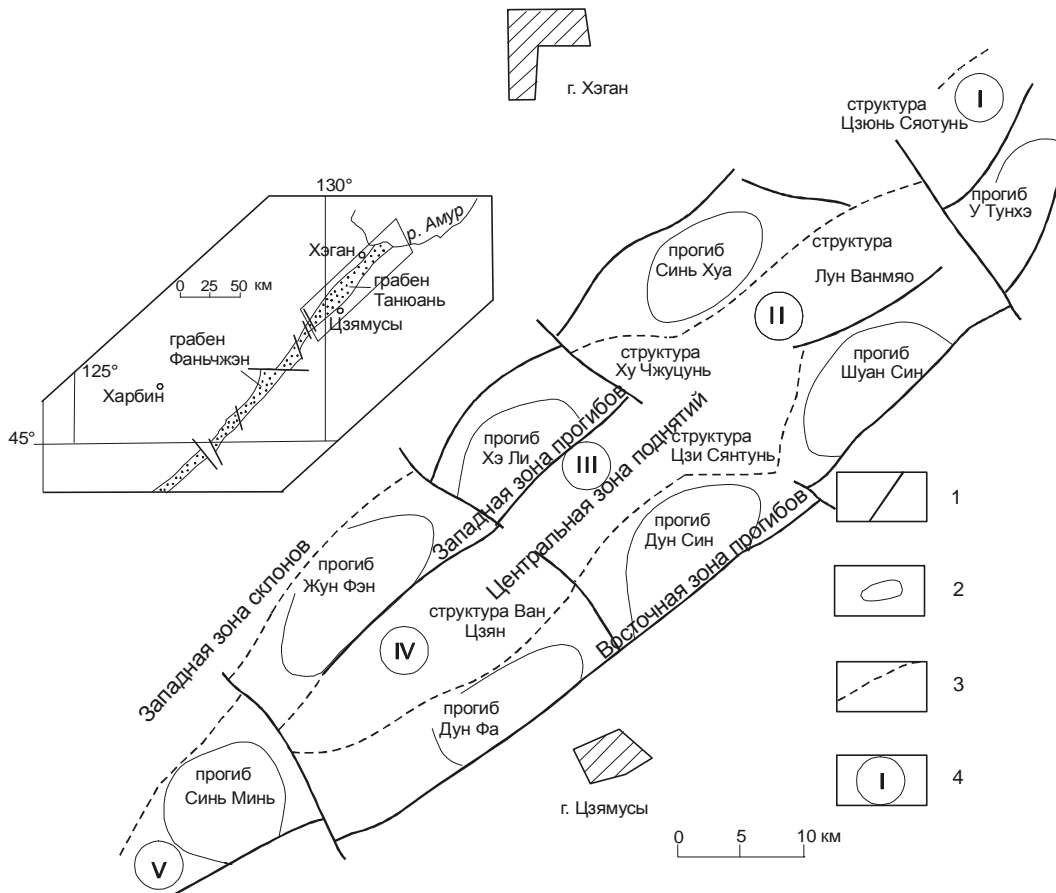 г. Хэган
I
структура
Цзюнь Сяотунь
прогиб
У Тунхэ
130°
р. Амур
Хэган
0 25 50 км
грабен
Танюань
Цзямусы
грабен
Фаньчжэн
125°
Харбин
45°
прогиб
Синь Хуа
структура
Лун Ванмяо
II
структура
Ху Чжуцунь
прогиб
Шуан Син
прогиб
Хэ Ли
III
структура
Цзи Сянтунь
Западная зона прогибов
Центральная зона поднятий
Западная зона склонов
Восточная зона прогибов
прогиб
Жун Фэн
прогиб
Дун Син
структура Ван
Цзян
IV
прогиб
Дун Фа
прогиб
Синь Минь
V
г. Цзямусы
0 5 10 км
1
2
3
I 4